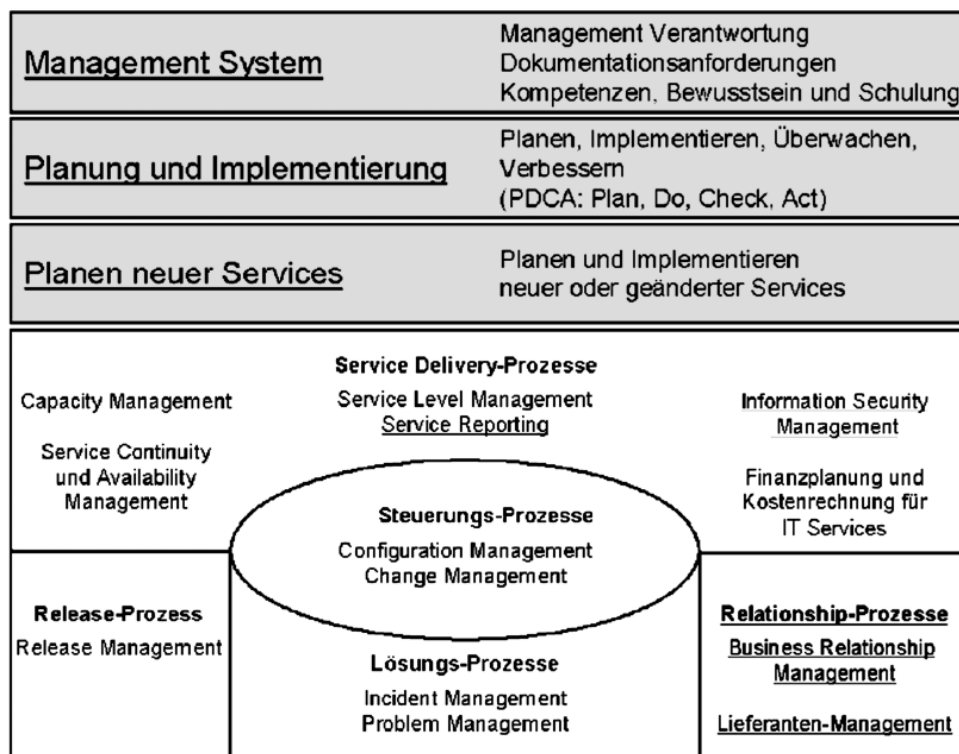 Management System
Management Verantwortung
Dokumentationsanforderungen
Kompetenzen, Bewusstsein und Schulung
Planung und Implementierung
Planen, Implementieren, Überwachen,
Verbessern
(PDCA: Plan, Do, Check, Act)
Planen neuer Services
Planen und Implementieren
neuer oder geänderter Services
Service Delivery-Prozesse
Capacity Management
Service Continuity
und Availability
Management
Service Level Management
Service Reporting
Information Security
Management
Finanzplanung und
Kostenrechnung für
IT Services
Steuerungs-Prozesse
Configuration Management
Change Management
Release-Prozess
Release Management
Lösungs-Prozesse
Incident Management
Problem Management
Relationship-Prozesse
Business Relationship
Management
Lieferanten-Management